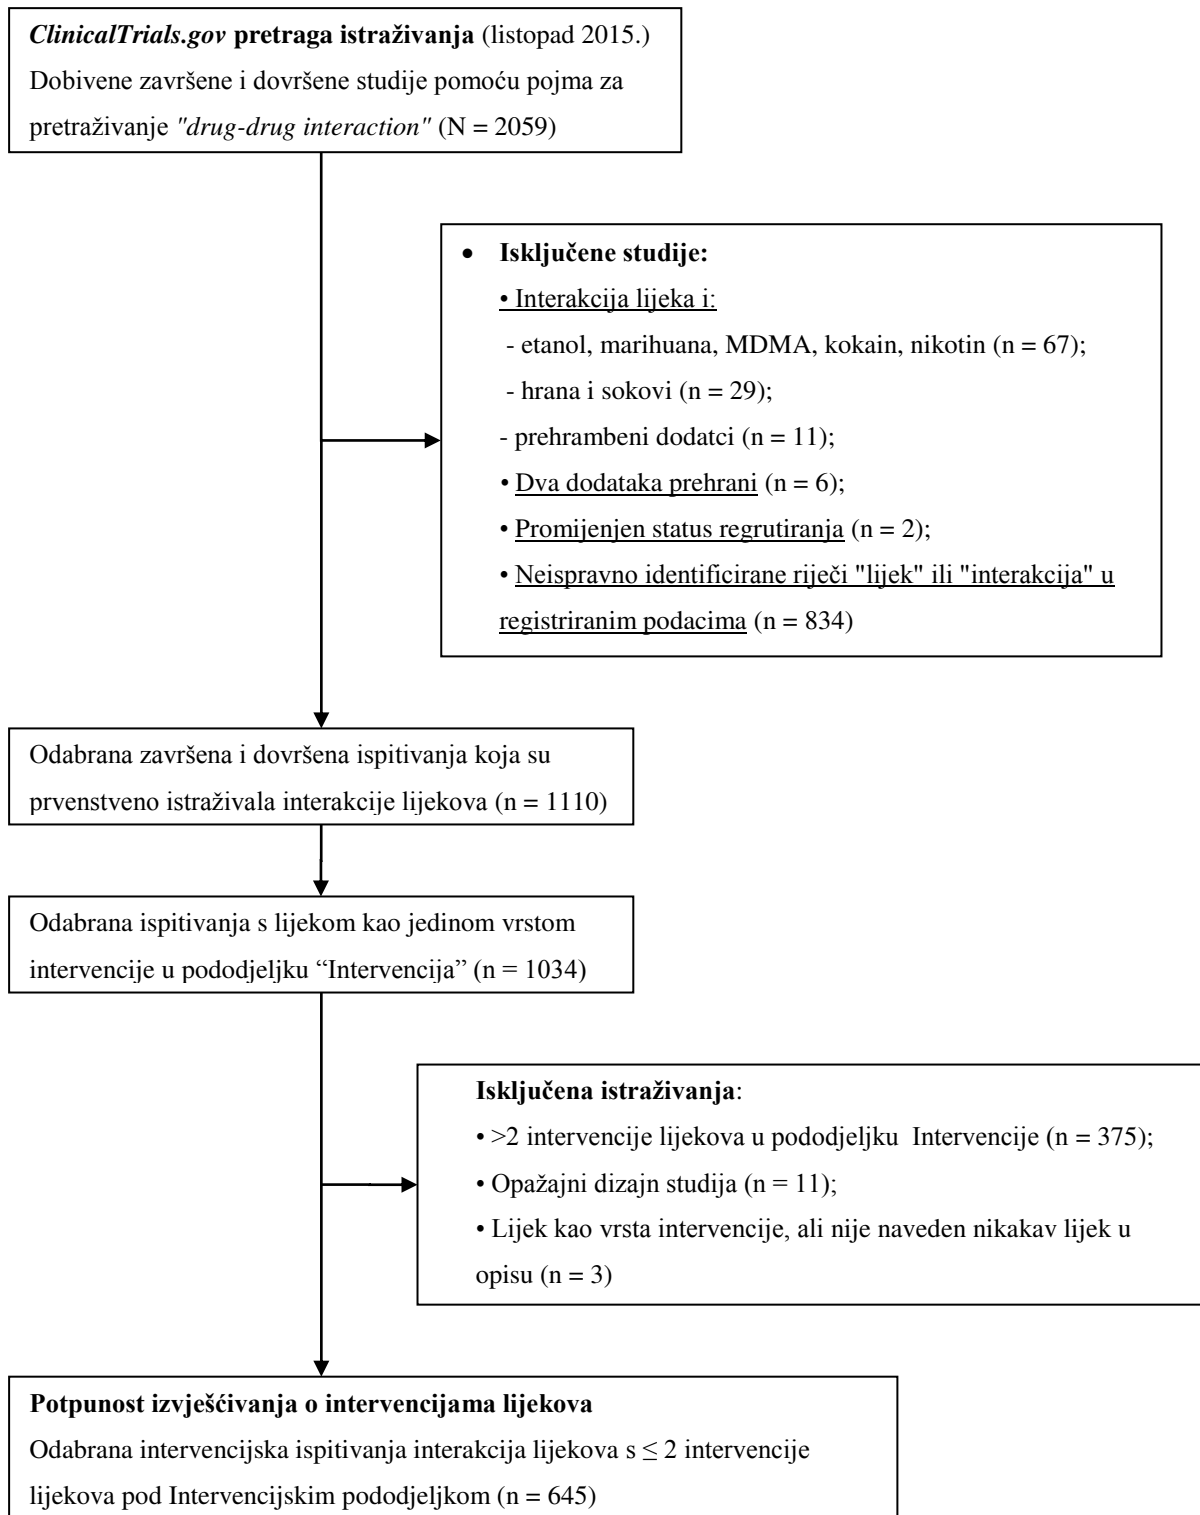 ClinicalTrials.gov pretraga istraživanja (listopad 2015.)
Dobivene završene i dovršene studije pomoću pojma za
pretraživanje "drug-drug interaction" (N = 2059)
• Isključene studije:
• Interakcija lijeka i:
- etanol, marihuana, MDMA, kokain, nikotin (n = 67);
- hrana i sokovi (n = 29);
- prehrambeni dodatci (n = 11);
• Dva dodataka prehrani (n = 6);
• Promijenjen status regrutiranja (n = 2);
• Neispravno identificirane riječi "lijek" ili "interakcija" u
registriranim podacima (n = 834)
Odabrana završena i dovršena ispitivanja koja su
prvenstveno istraživala interakcije lijekova (n = 1110)
Odabrana ispitivanja s lijekom kao jedinom vrstom
intervencije u pododjeljku “Intervencija” (n = 1034)
Isključena istraživanja:
• >2 intervencije lijekova u pododjeljku Intervencije (n = 375);
• Opažajni dizajn studija (n = 11);
• Lijek kao vrsta intervencije, ali nije naveden nikakav lijek u
opisu (n = 3)
Potpunost izvješćivanja o intervencijama lijekova
Odabrana intervencijska ispitivanja interakcija lijekova s ≤ 2 intervencije
lijekova pod Intervencijskim pododjeljkom (n = 645)